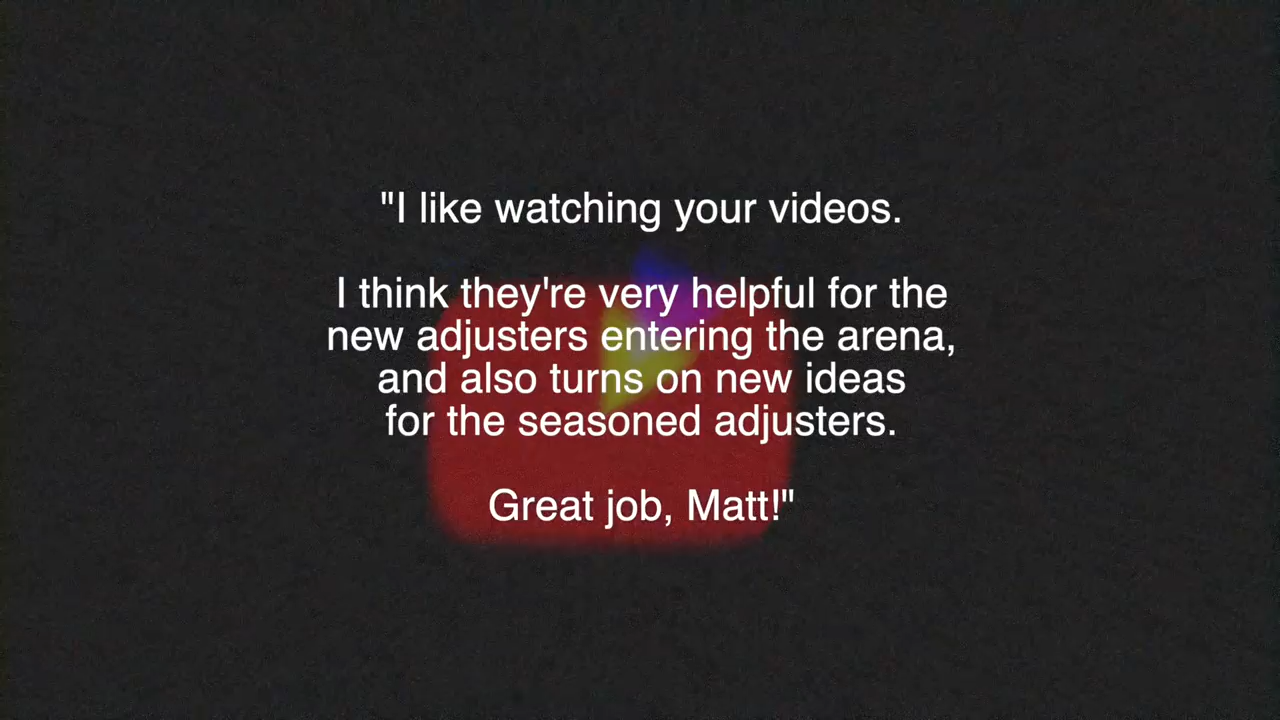 "I like watching your videos.
I think they're very helpful for the
new adjusters entering the arena,
and also turns on new ideas
for the seasoned adjusters.
Great job, Matt!"